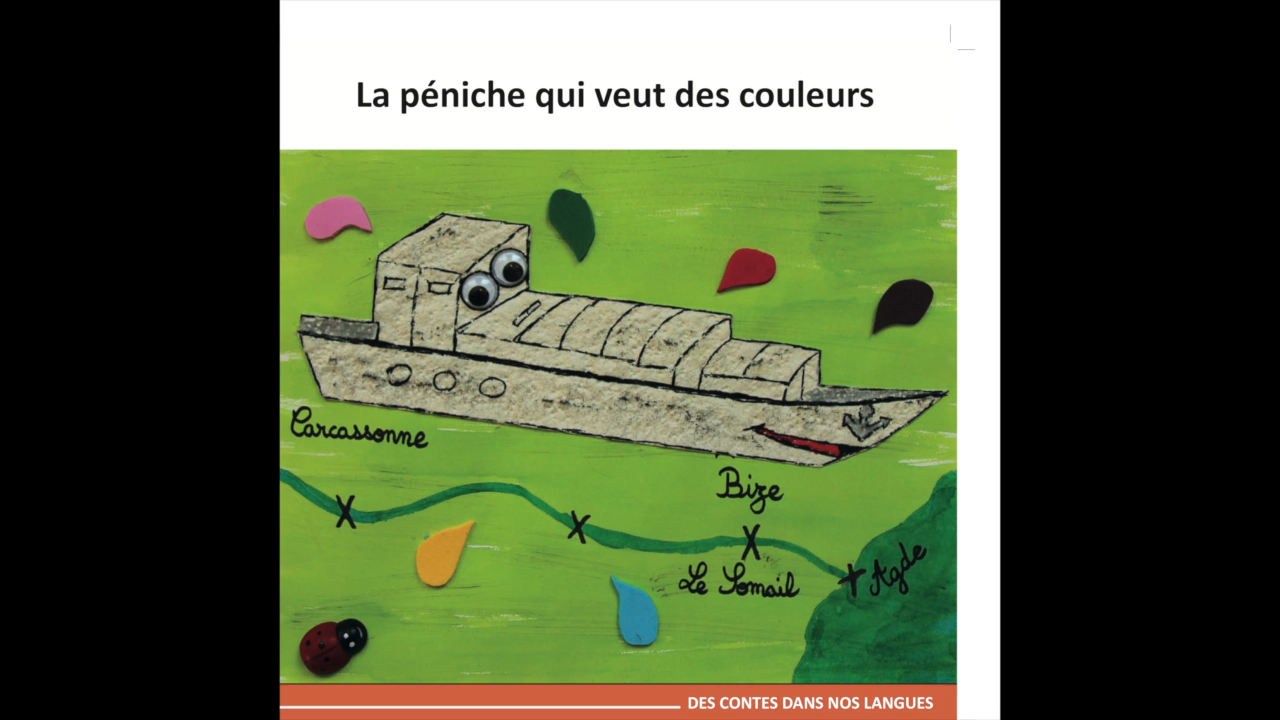 La péniche qui veut des couleurs
Carcassonne
Bize
Le Somail
Agde
DES CONTES DANS NOS LANGUES